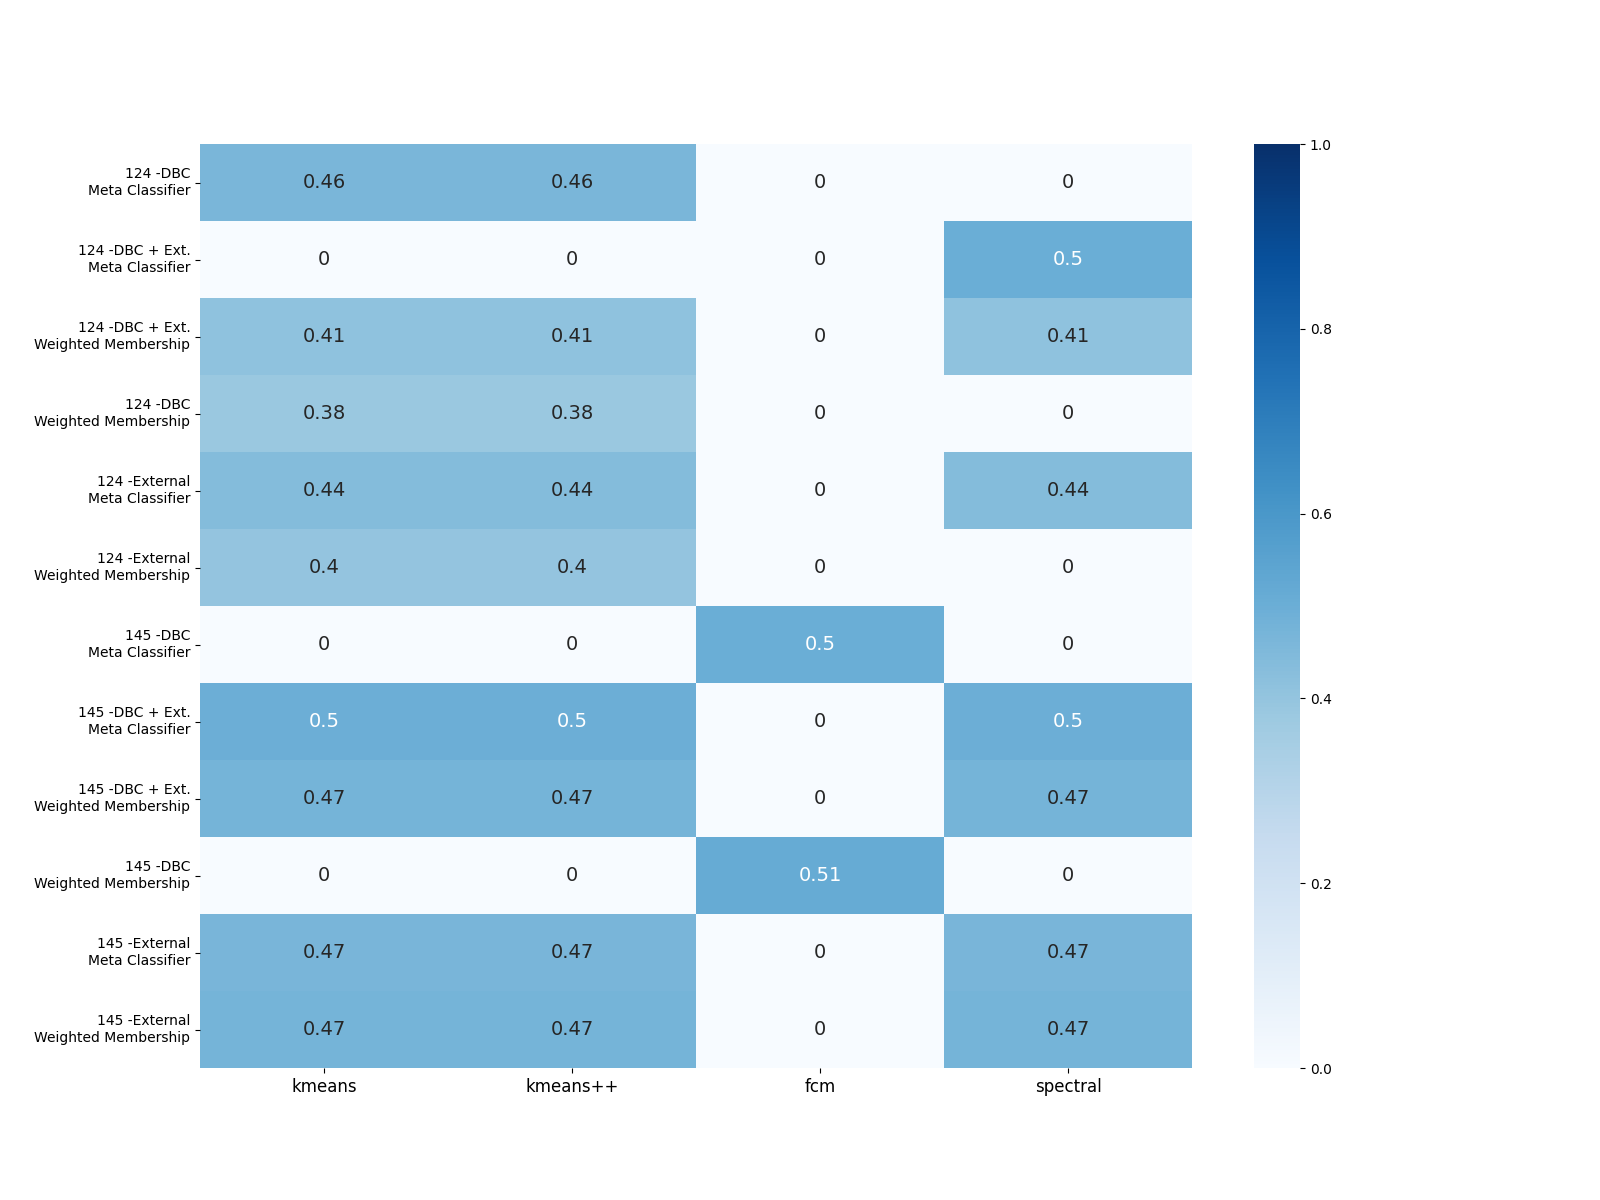 124 -DBC
Meta Classifier
0.46 0.46 0 0
124 -DBC + Ext.
Meta Classifier
0 0 0 0.5
124 -DBC + Ext.
Weighted Membership
0.41 0.41 0 0.41
124 -DBC
Weighted Membership
0.38 0.38 0 0
124 -External
Meta Classifier
0.44 0.44 0 0.44
124 -External
Weighted Membership
0.4 0.4 0 0
145 -DBC
Meta Classifier
0 0 0.5 0
145 -DBC + Ext.
Meta Classifier
0.5 0.5 0 0.5
145 -DBC + Ext.
Weighted Membership
0.47 0.47 0 0.47
145 -DBC
Weighted Membership
0 0 0.51 0
145 -External
Meta Classifier
0.47 0.47 0 0.47
145 -External
Weighted Membership
0.47 0.47 0 0.47
kmeans kmeans++ fcm spectral
1.0
0.8
0.6
0.4
0.2
0.0